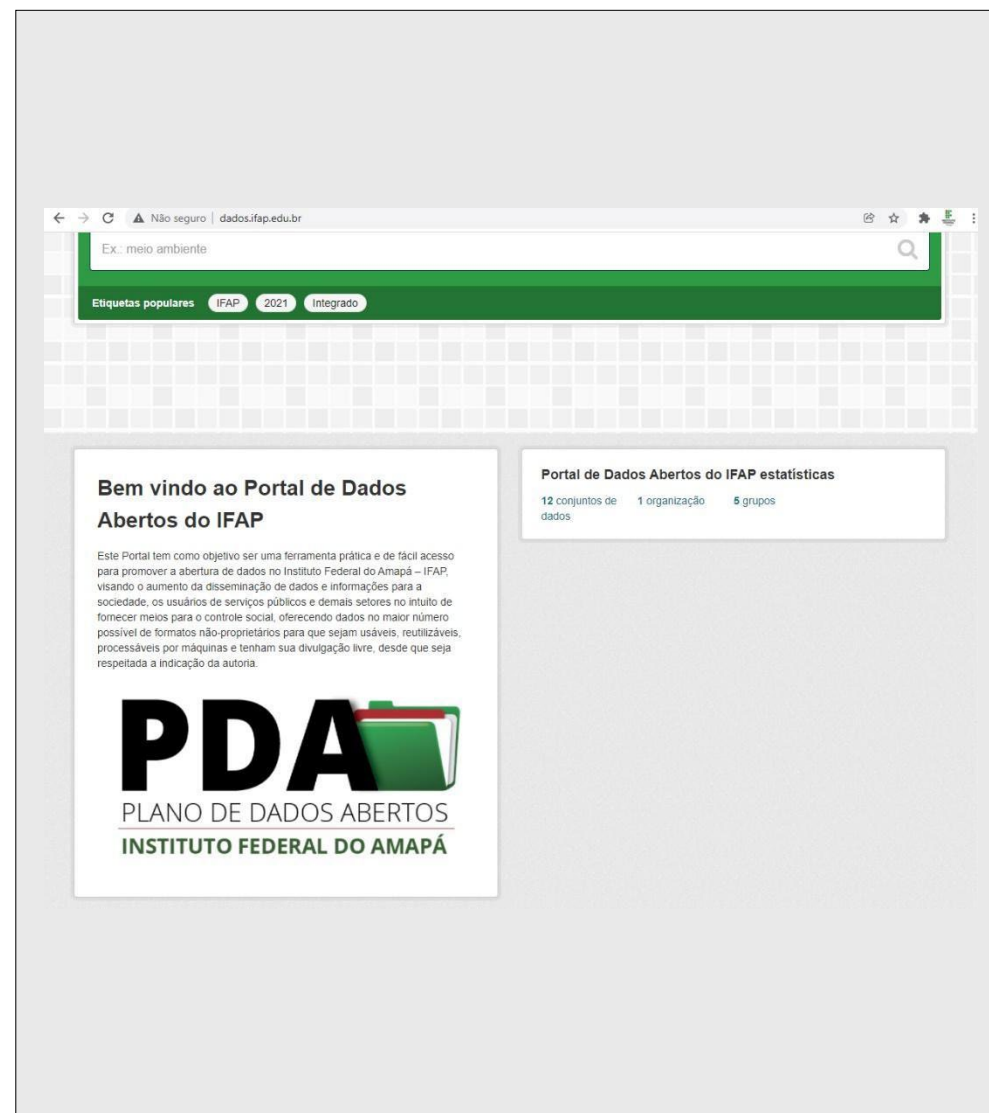 Não seguro | dados.ifap.edu.br
Ex.: meio ambiente
Etiquetas populares IFAP 2021 Integrado
Bem vindo ao Portal de Dados
Abertos do IFAP
Este Portal tem como objetivo ser uma ferramenta prática e de fácil acesso
para promover a abertura de dados no Instituto Federal do Amapá – IFAP,
visando o aumento da disseminação de dados e informações para a
sociedade, os usuários de serviços públicos e demais setores no intuito de
fornecer meios para o controle social, oferecendo dados no maior número
possível de formatos não-proprietários para que sejam usáveis, reutilizáveis,
processáveis por máquinas e tenham sua divulgação livre, desde que seja
respeitada a indicação da autoria.
PDA
PLANO DE DADOS ABERTOS
INSTITUTO FEDERAL DO AMAPÁ
Portal de Dados Abertos do IFAP estatísticas
12 conjuntos de 1 organização 5 grupos
dados